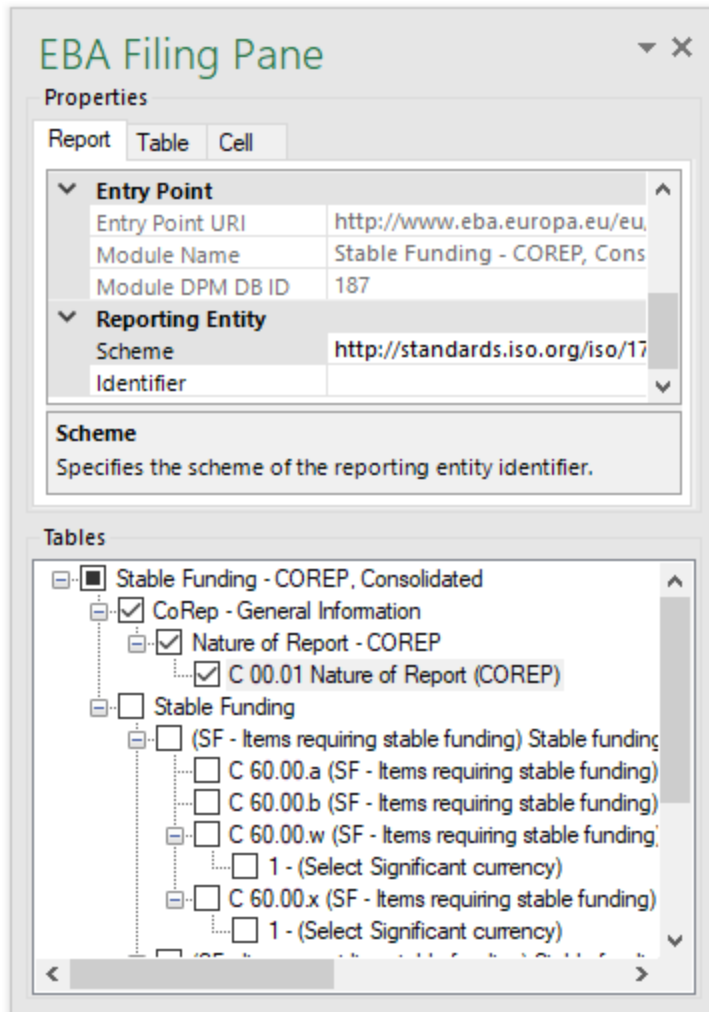 EBA Filing Pane
Properties
Report Table Cell
Entry Point
Entry Point URI http://www.eba.europa.eu/eu
Module Name Stable Funding - COREP, Cons
Module DPM DB ID 187
Reporting Entity
Scheme http://standards.iso.org/iso/17
Identifier
Scheme
Specifies the scheme of the reporting entity identifier.
Tables
Stable Funding - COREP, Consolidated
CoRep - General Information
Nature of Report - COREP
C 00.01 Nature of Report (COREP)
Stable Funding
(SF - Items requiring stable funding) Stable funding
C 60.00.a (SF - Items requiring stable funding)
C 60.00.b (SF - Items requiring stable funding)
C 60.00.w (SF - Items requiring stable funding)
1 - (Select Significant currency)
C 60.00.x (SF - Items requiring stable funding)
1 - (Select Significant currency)